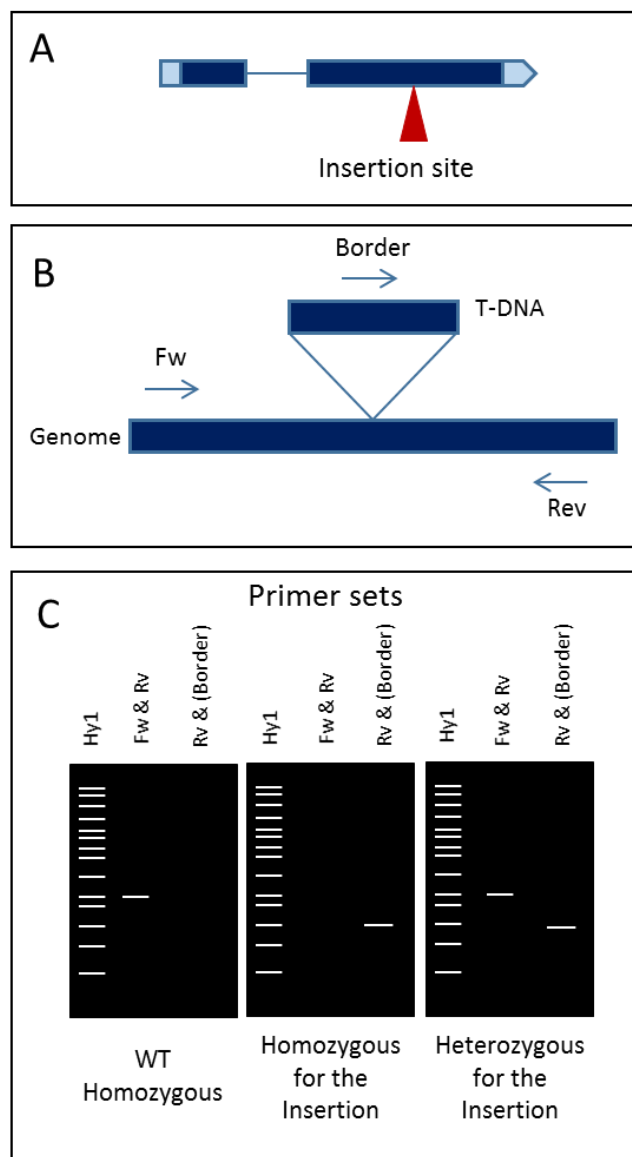 A
Insertion site
B
Border
T-DNA
Fw
Genome
Rev
C
Primer sets
Hy1
Fw & Rv
Rv & (Border)
Hy1
Fw & Rv
Rv & (Border)
Hy1
Fw & Rv
Rv & (Border)
WT
Homozygous
Homozygous
for the
Insertion
Heterozygous
for the
Insertion